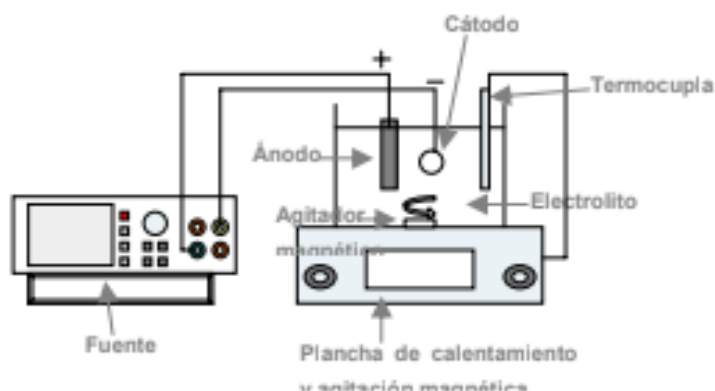 Cátodo
+
−
Termocupla
Ánodo
Electrolito
Agitador
magnético
Fuente
Plancha de calentamiento
y agitación magnética